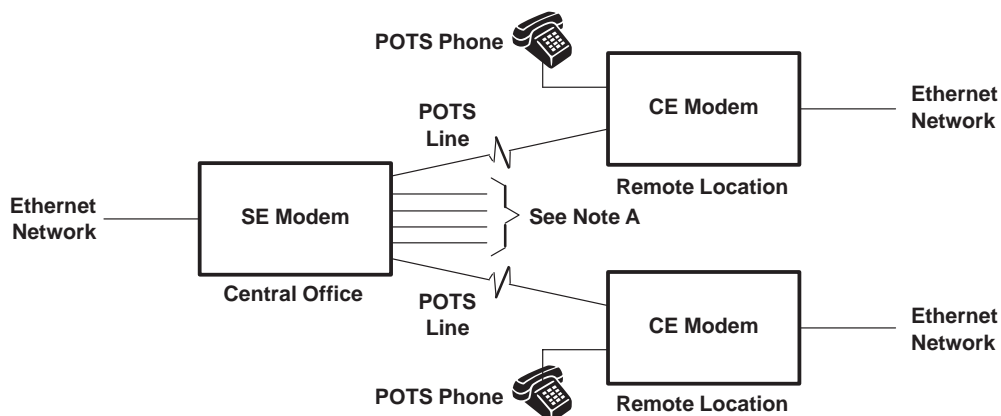 POTS Phone
CE Modem
Ethernet
Network
POTS
Line
Remote Location
Ethernet
Network
SE Modem
See Note A
Central Office
POTS
Line
CE Modem
Ethernet
Network
POTS Phone
Remote Location